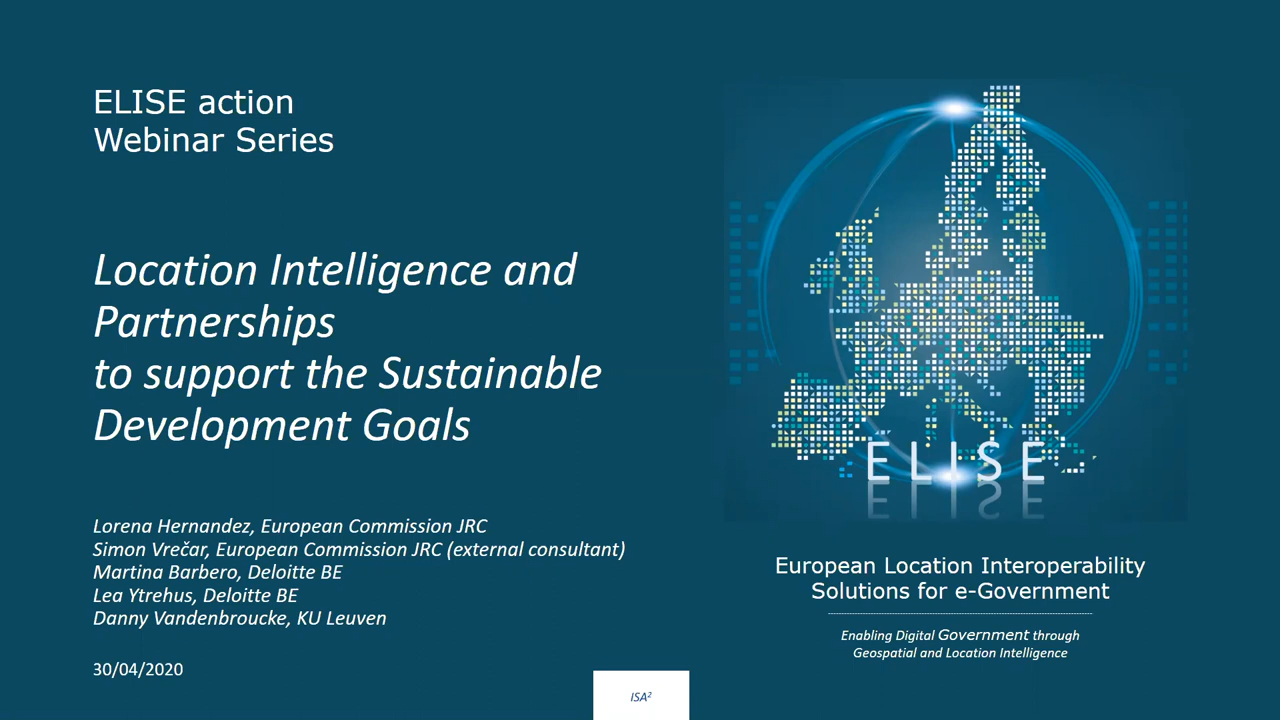 ELISE action
Webinar Series
Location Intelligence and
Partnerships
to support the Sustainable
Development Goals
Lorena Hernandez, European Commission JRC
Simon Vrečar, European Commission JRC (external consultant)
Martina Barbero, Deloitte BE
Lea Ytrehus, Deloitte BE
Danny Vandenbroucke, KU Leuven
30/04/2020
ELISE
European Location Interoperability
Solutions for e-Government
Enabling Digital Government through
Geospatial and Location Intelligence
ISA²